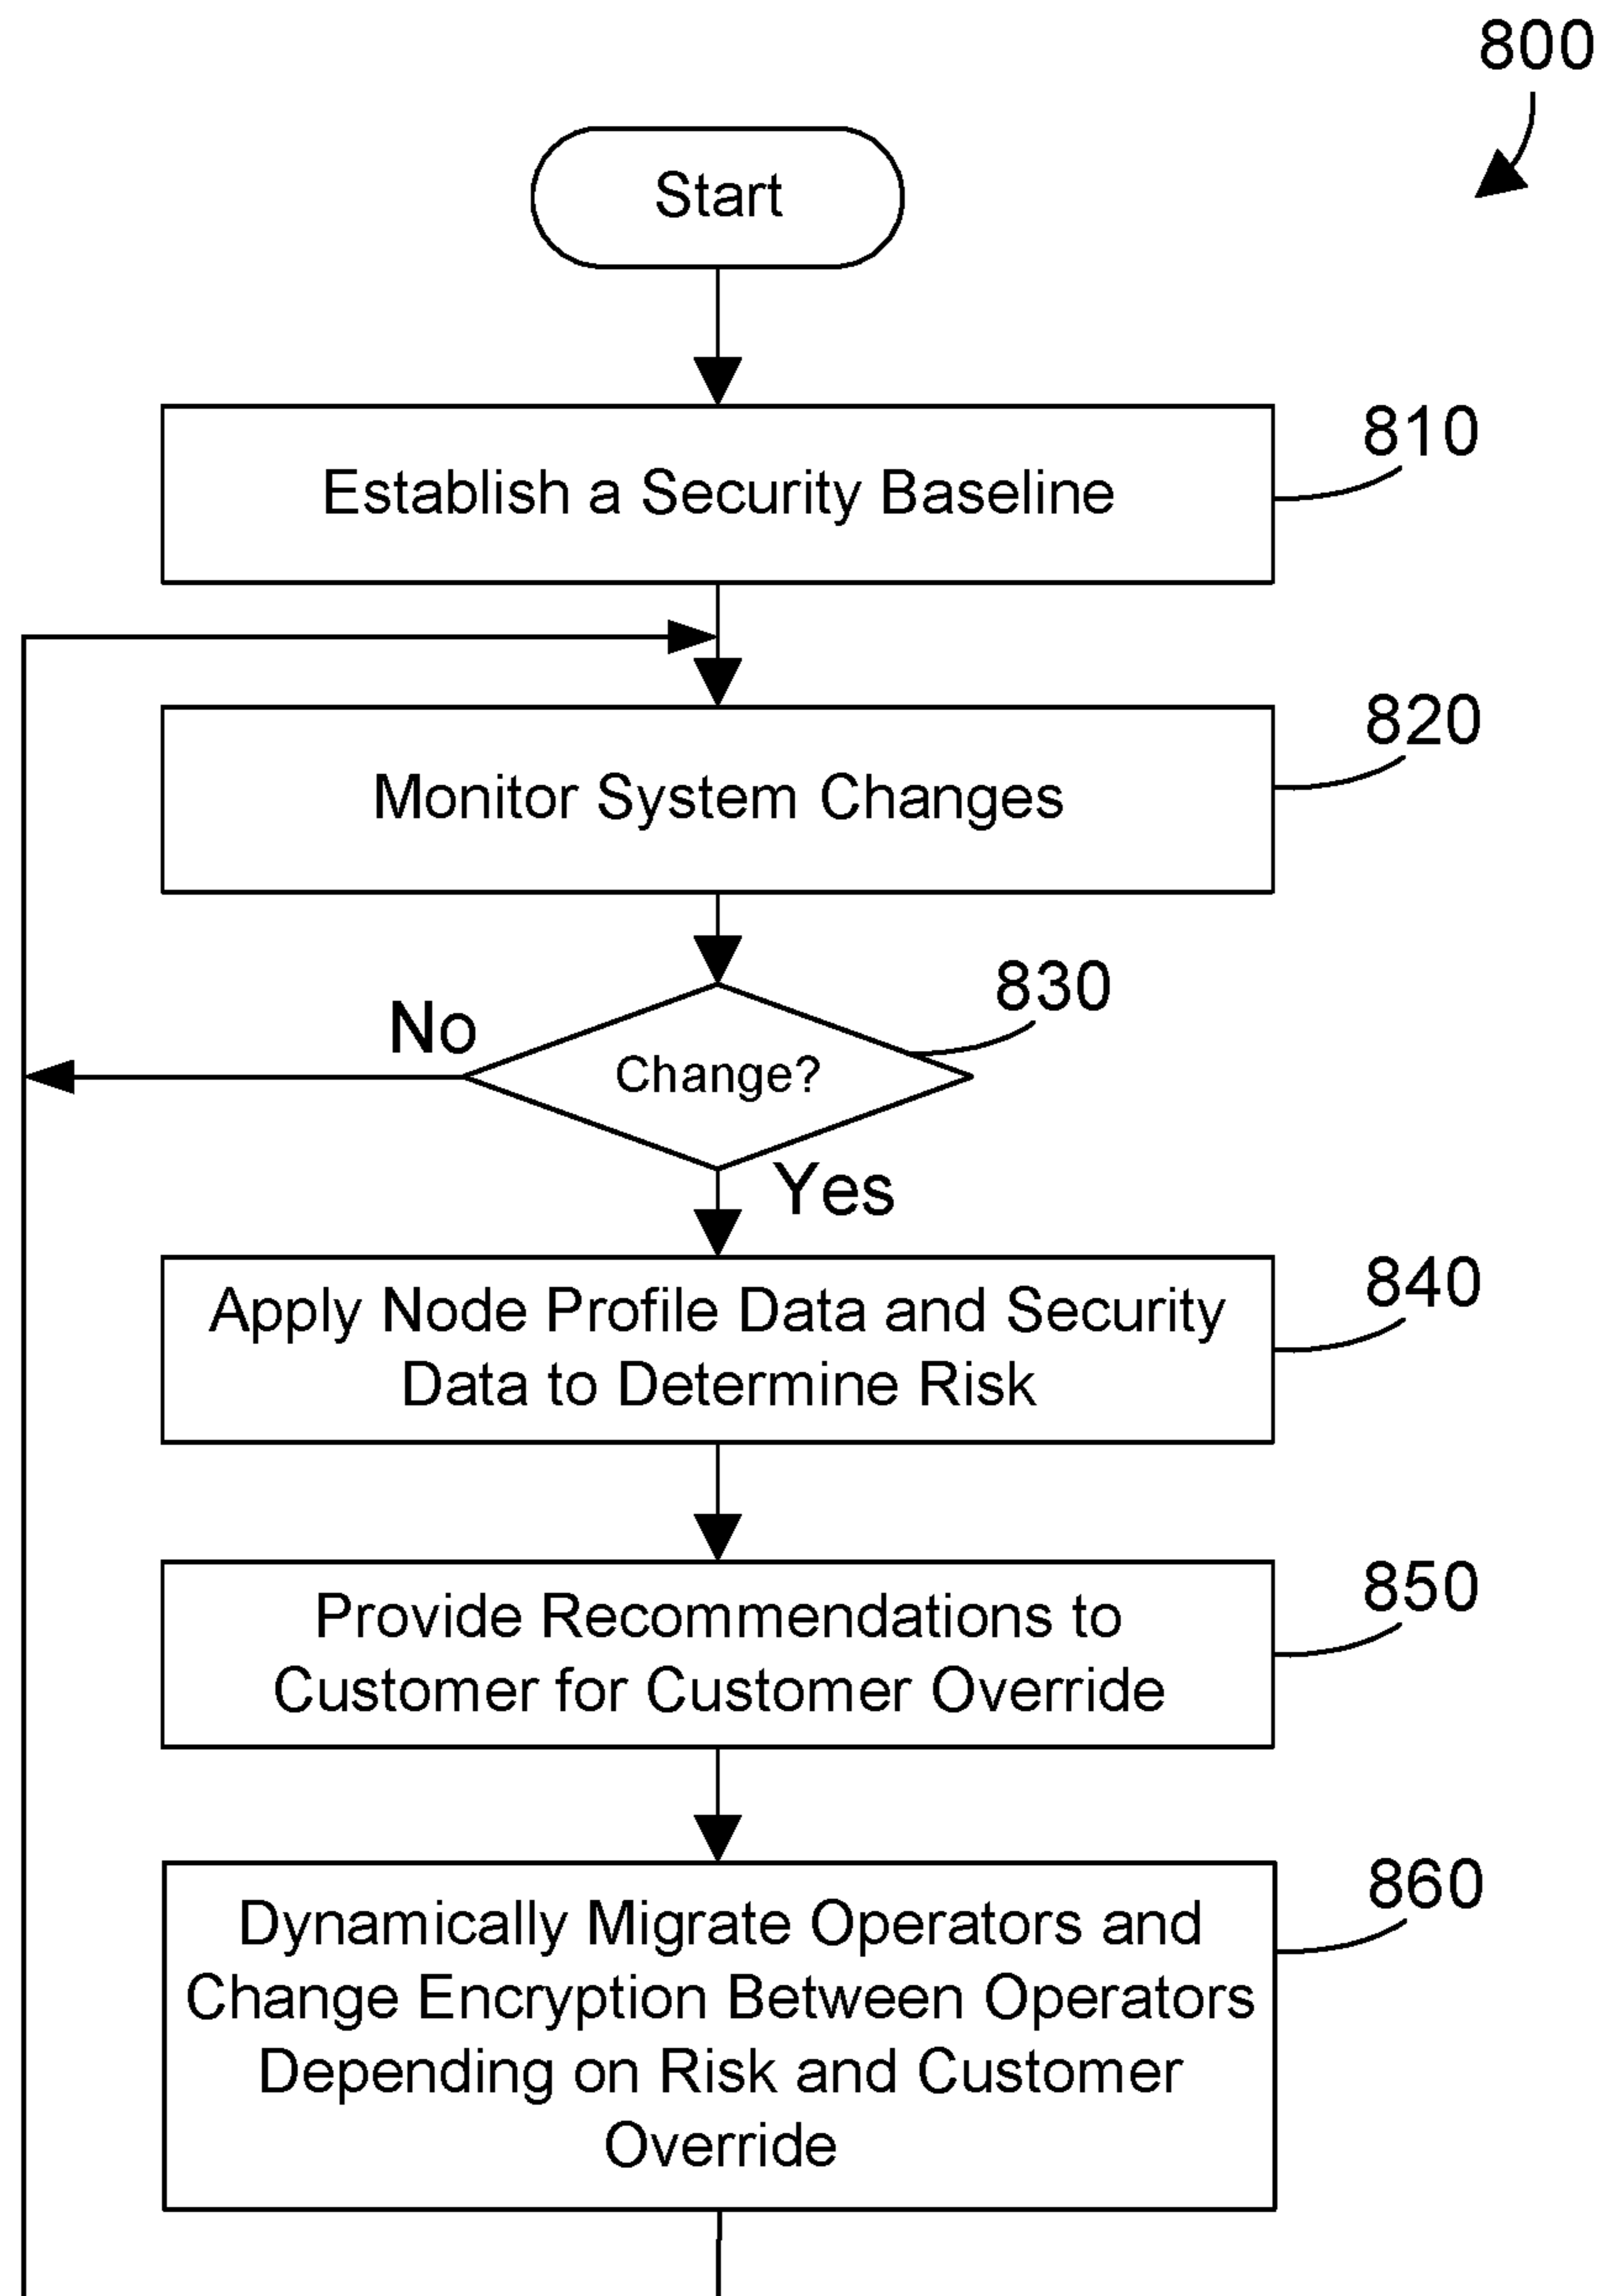 800
Start
810
Establish a Security Baseline
820
Monitor System Changes
830
No
Change?
Yes
840
Apply Node Profile Data and Security
Data to Determine Risk
850
Provide Recommendations to
Customer for Customer Override
860
Dynamically Migrate Operators and
Change Encryption Between Operators
Depending on Risk and Customer
Override